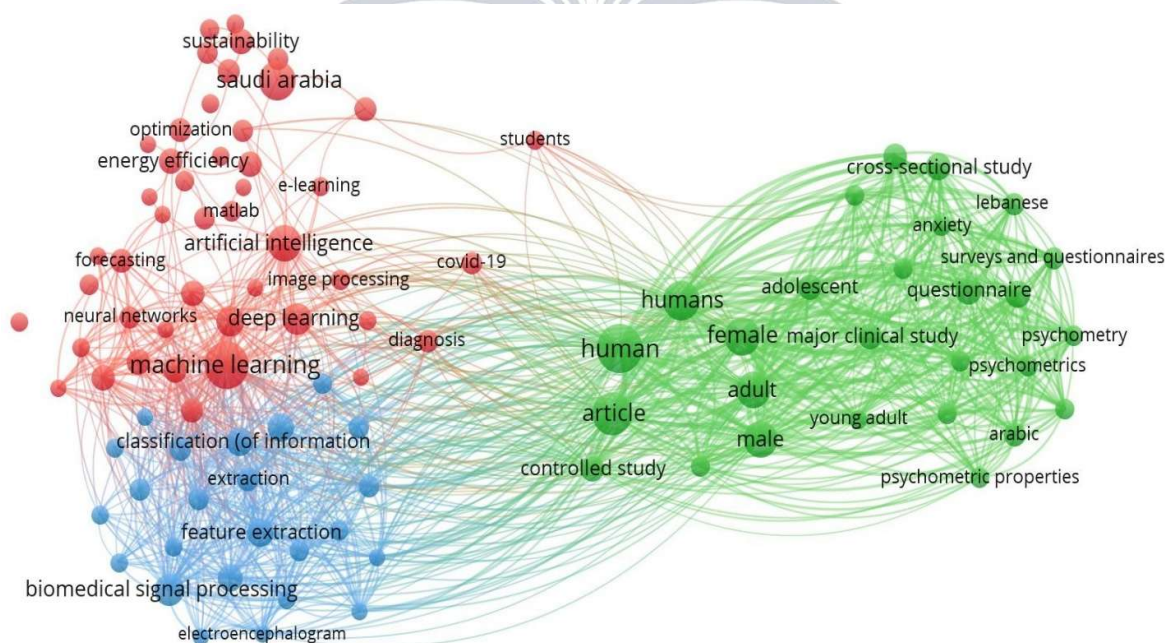 sustainability
saudi arabia
optimization
energy efficiency
e-learning
matlab
artificial intelligence
forecasting
image processing
neural networks
deep learning
machine learning
students
covid-19
diagnosis
classification (of information
extraction
feature extraction
biomedical signal processing
electroencephalogram
cross-sectional study
lebanese
anxiety
surveys and questionnaires
adolescent
questionnaire
humans
female
major clinical study
psychometry
human
psychometrics
adult
article
young adult
male
arabic
controlled study
psychometric properties